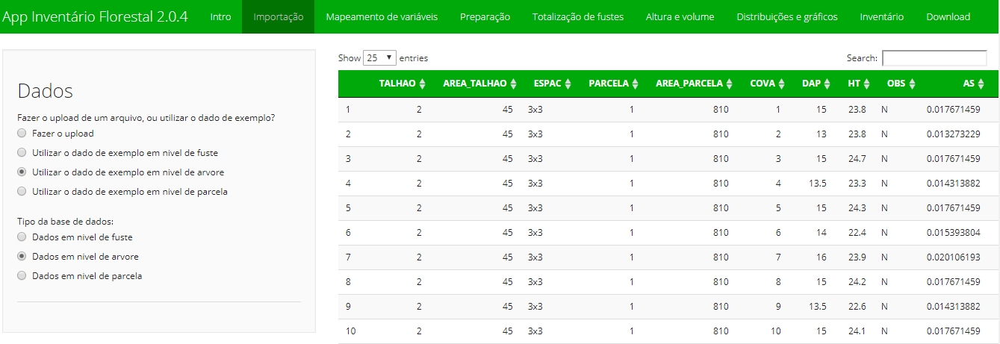 App Inventário Florestal 2.0.4 Intro Importação Mapeamento de variáveis Preparação Totalização de fustes Altura e volume Distribuições e gráficos Inventário Download
Dados
Fazer o upload de um arquivo, ou utilizar o dado de exemplo?
Fazer o upload
Utilizar o dado de exemplo em nivel de fuste
Utilizar o dado de exemplo em nivel de arvore
Utilizar o dado de exemplo em nivel de parcela
Tipo da base de dados:
Dados em nivel de fuste
Dados em nivel de arvore
Dados em nivel de parcela
Show 25 entries Search:
TALHAO AREA_TALHAO ESPAC PARCELA AREA_PARCELA COVA DAP HT OBS AS
1 2 45 3x3 1 810 1 15 23.8 N 0.017671459
2 2 45 3x3 1 810 2 13 23.8 N 0.013273229
3 2 45 3x3 1 810 3 15 24.7 N 0.017671459
4 2 45 3x3 1 810 4 13.5 23.3 N 0.014313882
5 2 45 3x3 1 810 5 15 24.3 N 0.017671459
6 2 45 3x3 1 810 6 14 22.4 N 0.015393804
7 2 45 3x3 1 810 7 16 23.9 N 0.020106193
8 2 45 3x3 1 810 8 15 24.2 N 0.017671459
9 2 45 3x3 1 810 9 13.5 22.6 N 0.014313882
10 2 45 3x3 1 810 10 15 24.1 N 0.017671459